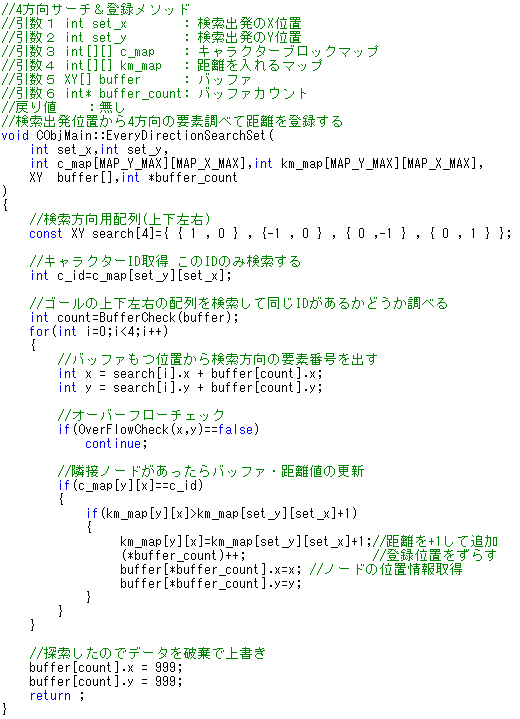 //4方向サーチ＆登録メソッド
//引数１ int set_x       : 検索出発のX位置
//引数２ int set_y       : 検索出発のY位置
//引数３ int[][] c_map   : キャラクターブロックマップ
//引数４ int[][] km_map  : 距離を入れるマップ
//引数５ XY[] buffer     : バッファ
//引数６ int* buffer_count: バッファカウント
//戻り値    ：無し
//検索出発位置から4方向の要素調べて距離を登録する
void CObjMain::EveryDirectionSearchSet(
    int set_x,int set_y,
    int c_map[MAP_Y_MAX][MAP_X_MAX],int km_map[MAP_Y_MAX][MAP_X_MAX],
    XY  buffer[],int *buffer_count
)
{
    //検索方向用配列(上下左右)
    const XY search[4]={ { 1 , 0 } , {-1 , 0 } , { 0 ,-1 } , { 0 , 1 } };
    //キャラクターID取得 このIDのみ検索する
    int c_id=c_map[set_y][set_x];
    //ゴールの上下左右の配列を検索して同じIDがあるかどうか調べる
    int count=BufferCheck(buffer);
    for(int i=0;i<4;i++)
    {
        //バッファもつ位置から検索方向の要素番号を出す
        int x = search[i].x + buffer[count].x;
        int y = search[i].y + buffer[count].y;
        //オーバーフローチェック
        if(OverFlowCheck(x,y)==false)
            continue;
        //隣接ノードがあったらバッファ・距離値の更新
        if(c_map[y][x]==c_id)
        {
            if(km_map[y][x]>km_map[set_y][set_x]+1)
            {
                km_map[y][x]=km_map[set_y][set_x]+1;//距離を+1して追加
                (*buffer_count)++;                  //登録位置をずらす
                buffer[*buffer_count].x=x; //ノードの位置情報取得
                buffer[*buffer_count].y=y;
            }
        }
    }
    //探索したのでデータを破棄で上書き
    buffer[count].x = 999;
    buffer[count].y = 999;
    return ;
}